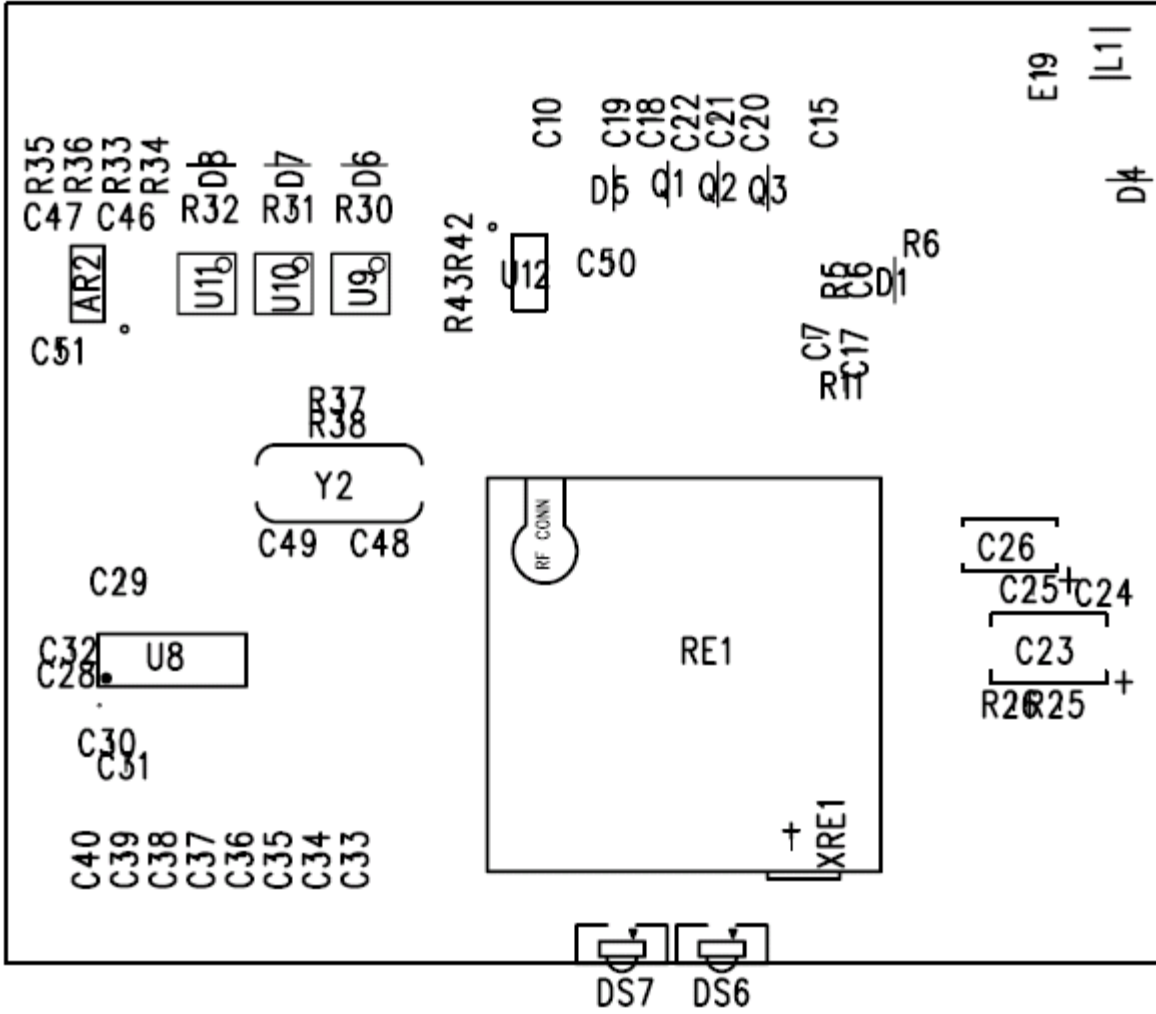 L1
E19
C10
C19
C18
C22
C21
C20
C15
R35
R36
R33
R34
D8
D7
D6
D5
Q1
Q2
Q3
D4
C47
C46
R32
R31
R30
R43
R42
C50
R6
AR2
U11
U10
U9
U12
R5
C6
D1
C51
C7
C17
R11
R37
R38
Y2
C49
C48
RF CONN
C26
C29
C25
+
C24
C32
C28
U8
RE1
C23
+
R26
R25
C30
C31
C40
C39
C38
C37
C36
C35
C34
C33
+
XRE1
DS7
DS6